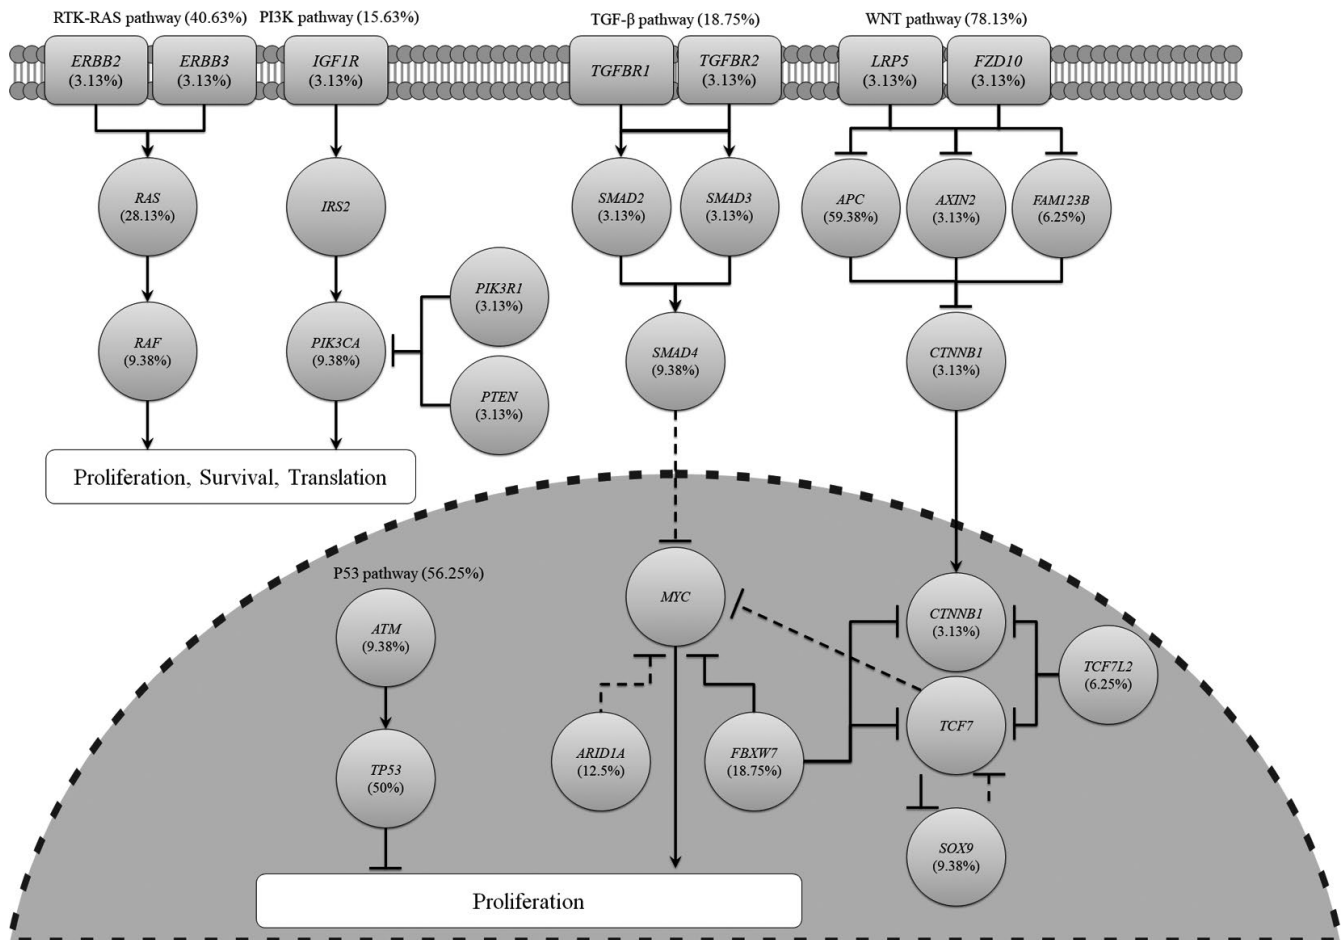 RTK-RAS pathway (40.63%)
PI3K pathway (15.63%)
TGF-β pathway (18.75%)
WNT pathway (78.13%)
ERBB2
(3.13%)
ERBB3
(3.13%)
IGF1R
(3.13%)
TGFBR1
TGFBR2
(3.13%)
LRP5
(3.13%)
FZD10
(3.13%)
RAS
(28.13%)
IRS2
SMAD2
(3.13%)
SMAD3
(3.13%)
APC
(59.38%)
AXIN2
(3.13%)
FAM123B
(6.25%)
PIK3R1
(3.13%)
RAF
(9.38%)
PIK3CA
(9.38%)
SMAD4
(9.38%)
CTNNB1
(3.13%)
PTEN
(3.13%)
Proliferation, Survival, Translation
P53 pathway (56.25%)
ATM
(9.38%)
MYC
CTNNB1
(3.13%)
TCF7L2
(6.25%)
TCF7
TP53
(50%)
ARID1A
(12.5%)
FBXW7
(18.75%)
SOX9
(9.38%)
Proliferation